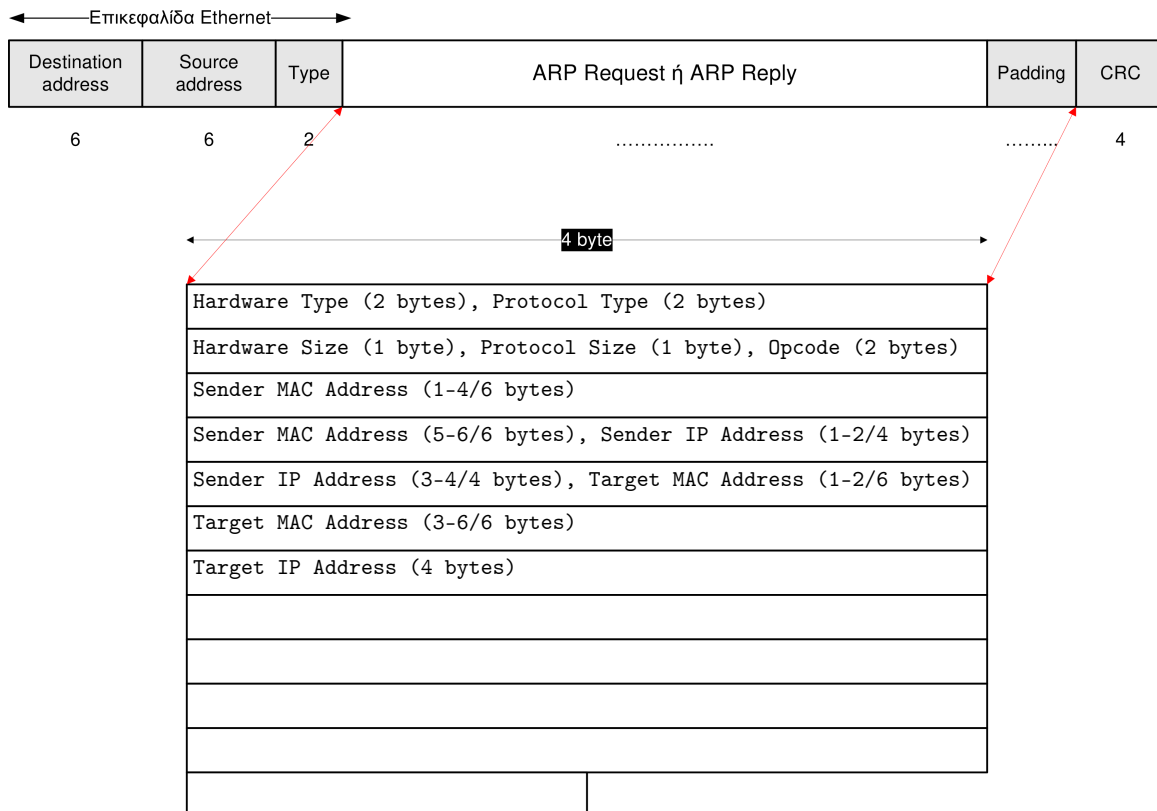 Επικεφαλίδα Ethernet
Destination address
Source address
Type
ARP Request ή ARP Reply
Padding
CRC
6
6
2
................
.........
4
4 byte
Hardware Type (2 bytes), Protocol Type (2 bytes)
Hardware Size (1 byte), Protocol Size (1 byte), Opcode (2 bytes)
Sender MAC Address (1-4/6 bytes)
Sender MAC Address (5-6/6 bytes), Sender IP Address (1-2/4 bytes)
Sender IP Address (3-4/4 bytes), Target MAC Address (1-2/6 bytes)
Target MAC Address (3-6/6 bytes)
Target IP Address (4 bytes)